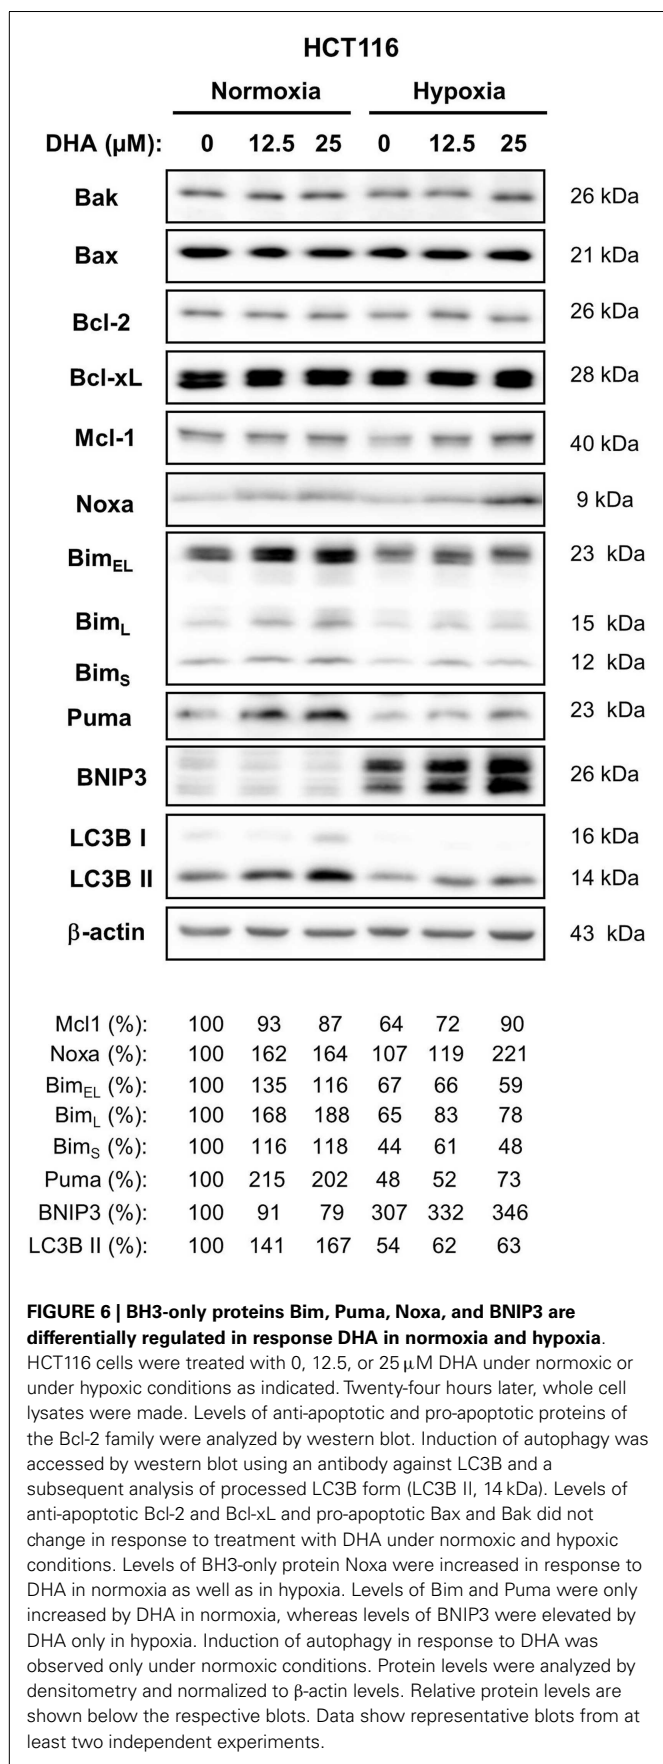 HCT116
Normoxia Hypoxia
DHA (µM): 0 12.5 25 0 12.5 25
Bak 26 kDa
Bax 21 kDa
Bcl-2 26 kDa
Bcl-xL 28 kDa
Mcl-1 40 kDa
Noxa 9 kDa
BimEL 23 kDa
BimL 15 kDa
BimS 12 kDa
Puma 23 kDa
BNIP3 26 kDa
LC3B I 16 kDa
LC3B II 14 kDa
β-actin 43 kDa
Mcl1 (%): 100 93 87 64 72 90
Noxa (%): 100 162 164 107 119 221
BimEL (%): 100 135 116 67 66 59
BimL (%): 100 168 188 65 83 78
BimS (%): 100 116 118 44 61 48
Puma (%): 100 215 202 48 52 73
BNIP3 (%): 100 91 79 307 332 346
LC3B II (%): 100 141 167 54 62 63
FIGURE 6 | BH3-only proteins Bim, Puma, Noxa, and BNIP3 are
differentially regulated in response DHA in normoxia and hypoxia.
HCT116 cells were treated with 0, 12.5, or 25 µM DHA under normoxic or
under hypoxic conditions as indicated. Twenty-four hours later, whole cell
lysates were made. Levels of anti-apoptotic and pro-apoptotic proteins of
the Bcl-2 family were analyzed by western blot. Induction of autophagy was
accessed by western blot using an antibody against LC3B and a
subsequent analysis of processed LC3B form (LC3B II, 14 kDa). Levels of
anti-apoptotic Bcl-2 and Bcl-xL and pro-apoptotic Bax and Bak did not
change in response to treatment with DHA under normoxic and hypoxic
conditions. Levels of BH3-only protein Noxa were increased in response to
DHA in normoxia as well as in hypoxia. Levels of Bim and Puma were only
increased by DHA in normoxia, whereas levels of BNIP3 were elevated by
DHA only in hypoxia. Induction of autophagy in response to DHA was
observed only under normoxic conditions. Protein levels were analyzed by
densitometry and normalized to β-actin levels. Relative protein levels are
shown below the respective blots. Data show representative blots from at
least two independent experiments.